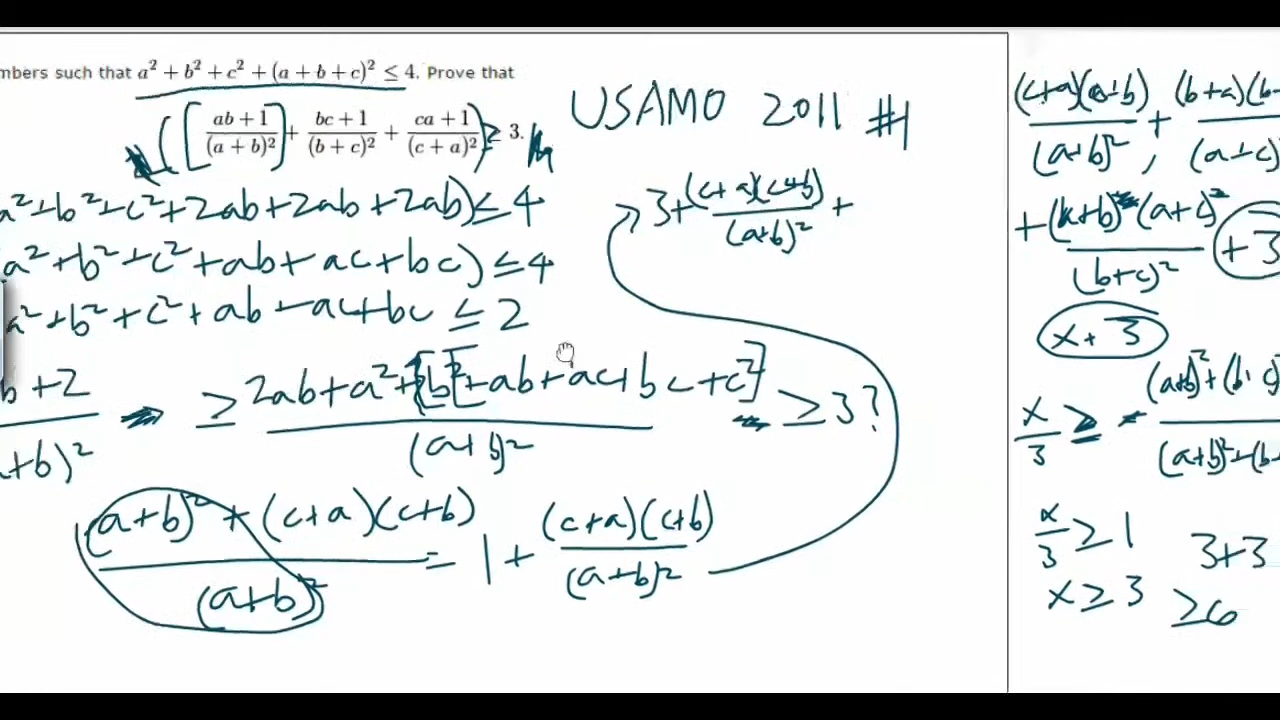 mbers such that a² + b² + c² + (a + b + c)² ≤ 4. Prove that
([ab + 1 / (a + b)²] + bc + 1 / (b + c)² + ca + 1 / (c + a)²) ≥ 3.
USAMO 2011 #1
a²+b²+c²+2ab+2ab+2ab) ≤ 4
a²+b²+c²+ab+ac+bc) ≤ 4
a²+b²+c²+ab+ac+bc ≤ 2
b+2 / a+b)² ≥ 2ab+a²+[b²+ab+ac+bc+c²] / (a+b)² ≥ 3?
(a+b)²+(c+a)(c+b) / (a+b)² = 1 + (c+a)(c+b) / (a+b)²
3+(c+a)(c+b) / (a+b)² +
(c+a)(c+b) / (a+b)² + (b+a)(b / (a+c)²
+ (a+b)(a+c) / (b+c)² + 3
x+3
x/3 ≥ (a+b)²+(b+c) / (a+b)²+(b
x/3 ≥ 1 3+3
x ≥ 3 ≥6